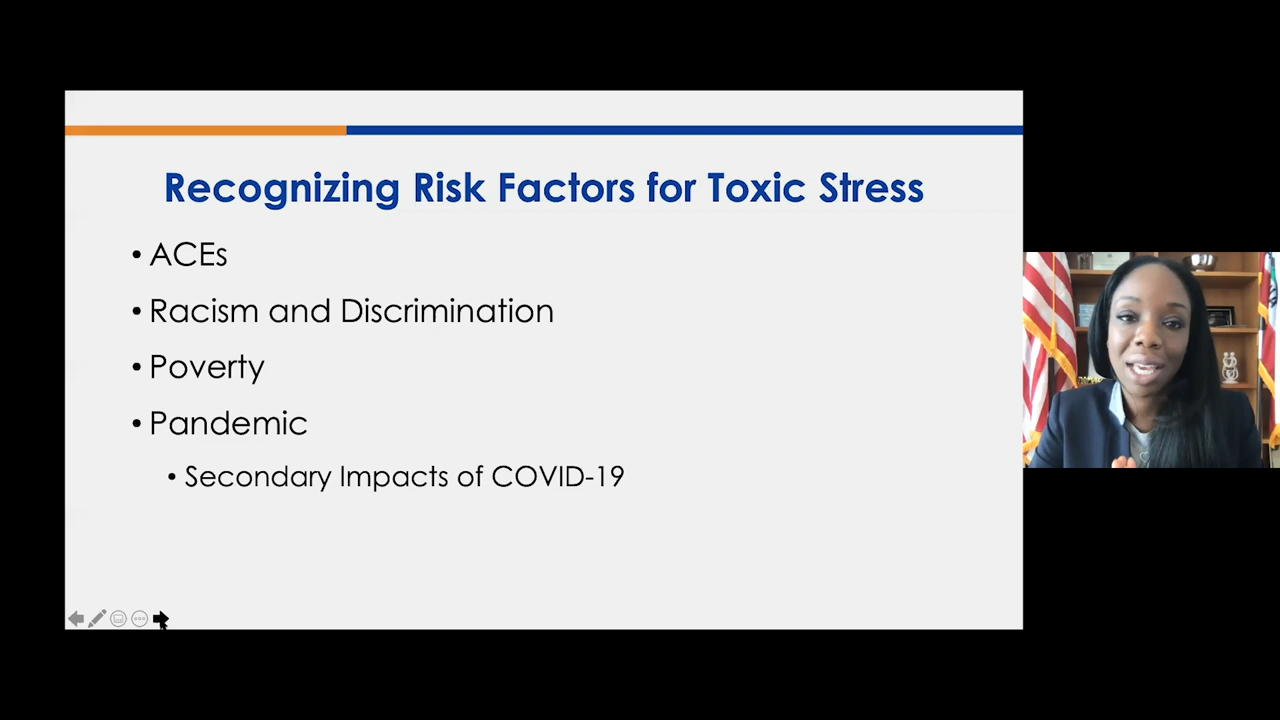 Recognizing Risk Factors for Toxic Stress
• ACEs
• Racism and Discrimination
• Poverty
• Pandemic
• Secondary Impacts of COVID-19